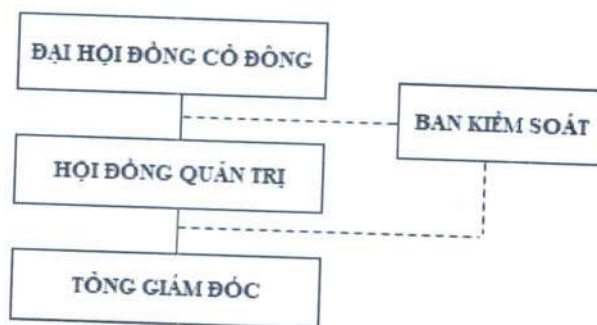 ĐẠI HỘI ĐỒNG CỔ ĐÔNG
BAN KIỂM SOÁT
HỘI ĐỒNG QUẢN TRỊ
TỔNG GIÁM ĐỐC